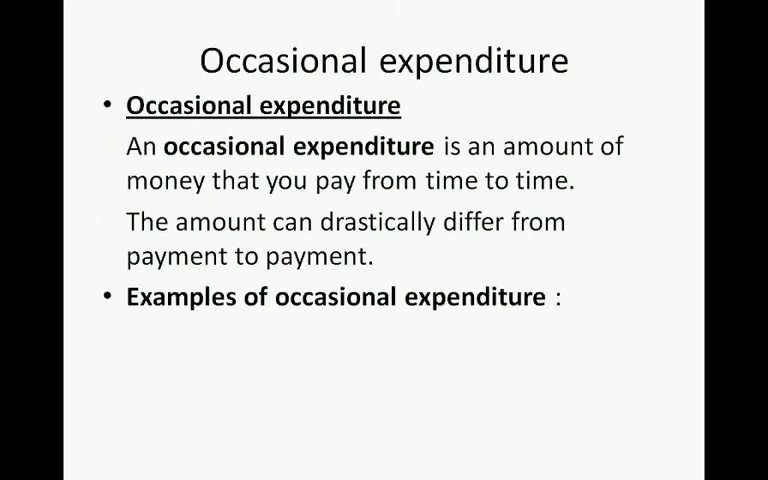 Occasional expenditure
• Occasional expenditure
An occasional expenditure is an amount of
money that you pay from time to time.
The amount can drastically differ from
payment to payment.
• Examples of occasional expenditure :